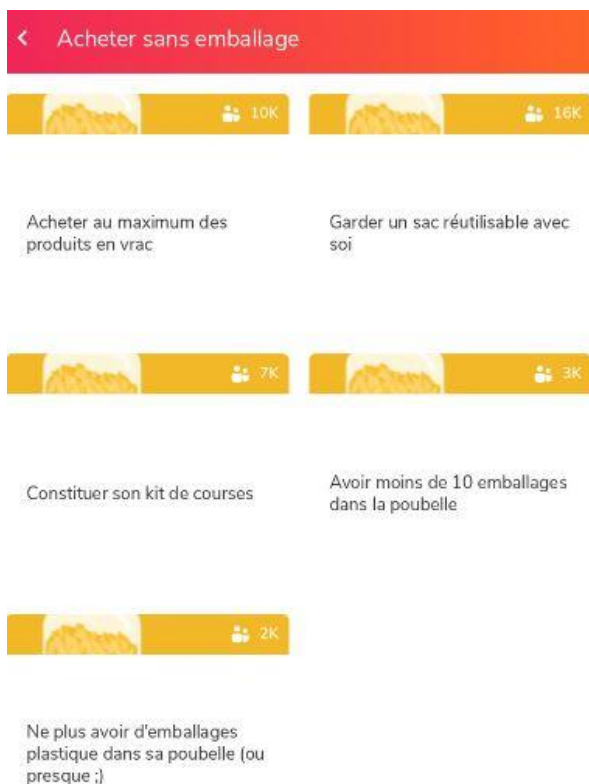 Acheter sans emballage
10K
16K
Acheter au maximum des
produits en vrac
Garder un sac réutilisable avec
soi
7K
3K
Constituer son kit de courses
Avoir moins de 10 emballages
dans la poubelle
2K
Ne plus avoir d'emballages
plastique dans sa poubelle (ou
presque ;)